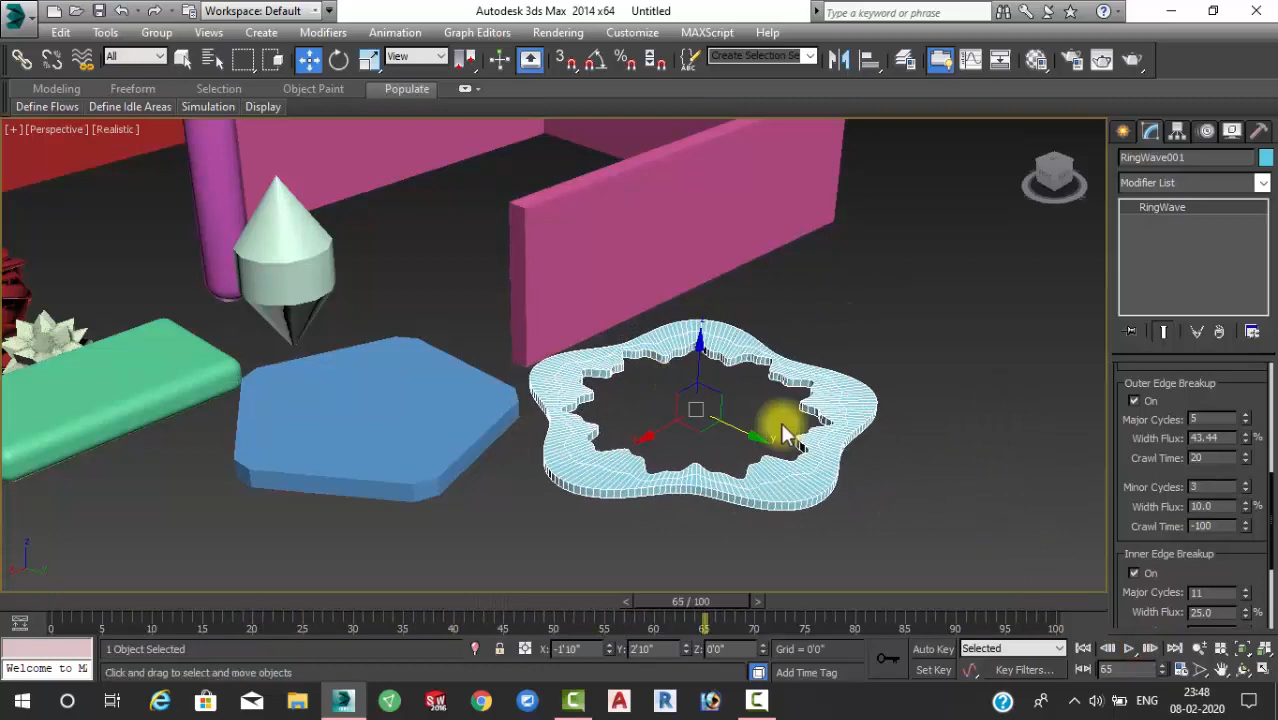 Workspace: Default
Autodesk 3ds Max 2014 x64 Untitled
Type a keyword or phrase
Edit Tools Group Views Create Modifiers Animation Graph Editors Rendering Customize MAXScript Help
All
View
3
Create Selection Se
Modeling Freeform Selection Object Paint Populate
Define Flows Define Idle Areas Simulation Display
[+] [Perspective] [Realistic]
RingWave001
Modifier List
RingWave
Outer Edge Breakup
On
Major Cycles: 5
Width Flux: 43.44 %
Crawl Time: 20
Minor Cycles: 3
Width Flux: 10.0 %
Crawl Time: -100
Inner Edge Breakup
On
Major Cycles: 11
Width Flux: 25.0 %
z
y
z
< 65 / 100 >
0 5 10 15 20 25 30 35 40 45 50 55 60 65 70 75 80 85 90 95 100
1 Object Selected
X: -1'10" Y: 2'10" Z: 0'0" Grid = 0'0"
Auto Key Selected
Welcome to M
Click and drag to select and move objects
Add Time Tag
Set Key Key Filters...
65
ENG
23:48
08-02-2020